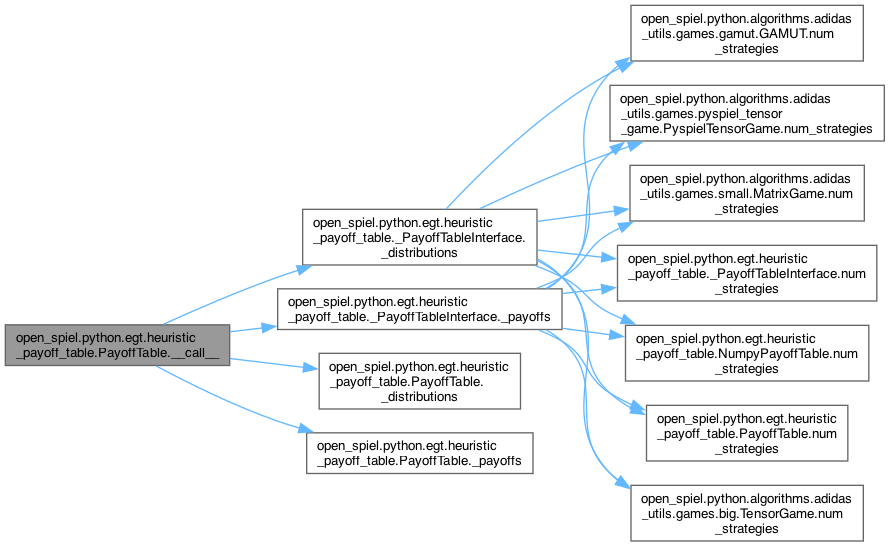 open_spiel.python.egt.heuristic
_payoff_table.PayoffTable.__call__
open_spiel.python.egt.heuristic
_payoff_table._PayoffTableInterface.
_distributions
open_spiel.python.egt.heuristic
_payoff_table._PayoffTableInterface._payoffs
open_spiel.python.egt.heuristic
_payoff_table.PayoffTable.
_distributions
open_spiel.python.egt.heuristic
_payoff_table.PayoffTable._payoffs
open_spiel.python.algorithms.adidas
_utils.games.gamut.GAMUT.num
_strategies
open_spiel.python.algorithms.adidas
_utils.games.pyspiel_tensor
_game.PyspielTensorGame.num_strategies
open_spiel.python.algorithms.adidas
_utils.games.small.MatrixGame.num
_strategies
open_spiel.python.egt.heuristic
_payoff_table._PayoffTableInterface.num
_strategies
open_spiel.python.egt.heuristic
_payoff_table.NumpyPayoffTable.num
_strategies
open_spiel.python.egt.heuristic
_payoff_table.PayoffTable.num
_strategies
open_spiel.python.algorithms.adidas
_utils.games.big.TensorGame.num
_strategies